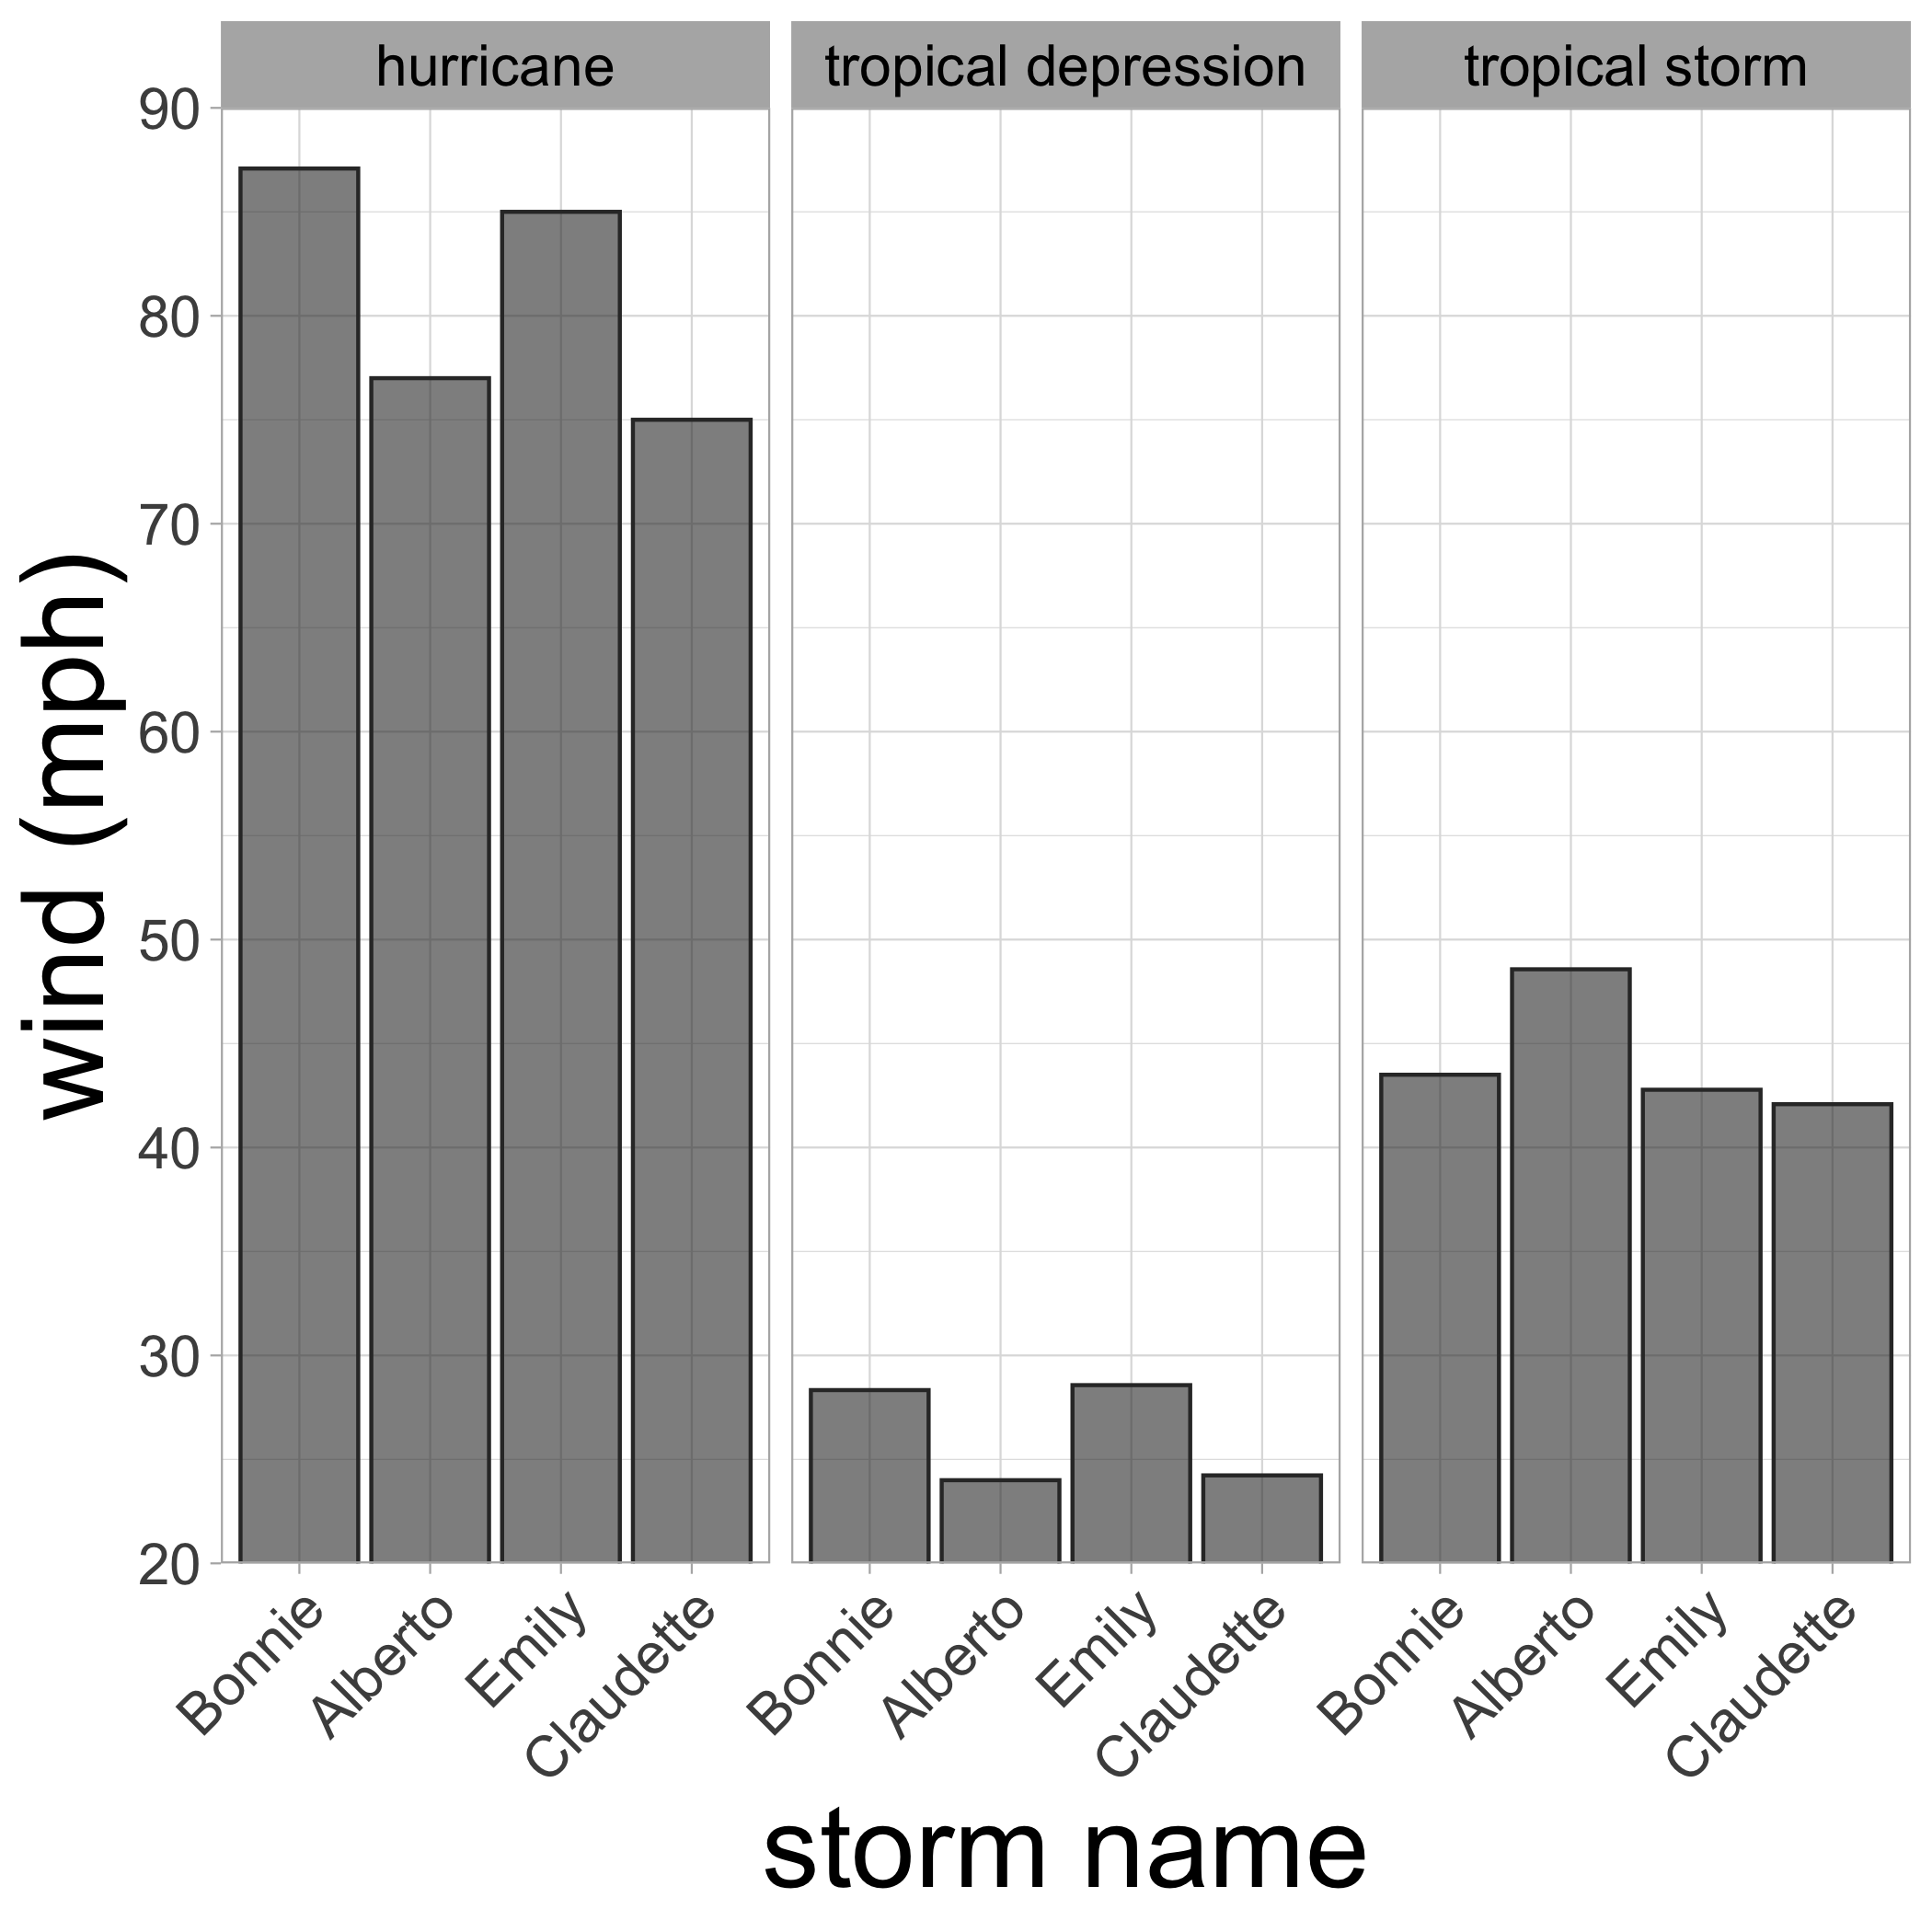 hurricane
tropical depression
tropical storm
wind (mph)
90
80
70
60
50
40
30
20
Bonnie
Alberto
Emily
Claudette
Bonnie
Alberto
Emily
Claudette
Bonnie
Alberto
Emily
Claudette
storm name